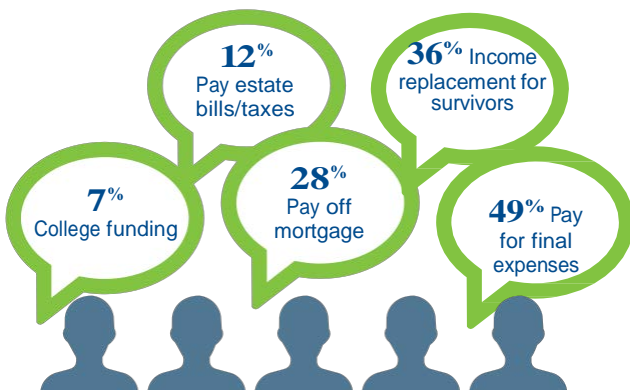 12%
Pay estate
bills/taxes
36% Income
replacement for
survivors
7%
College funding
28%
Pay off
mortgage
49% Pay
for final
expenses